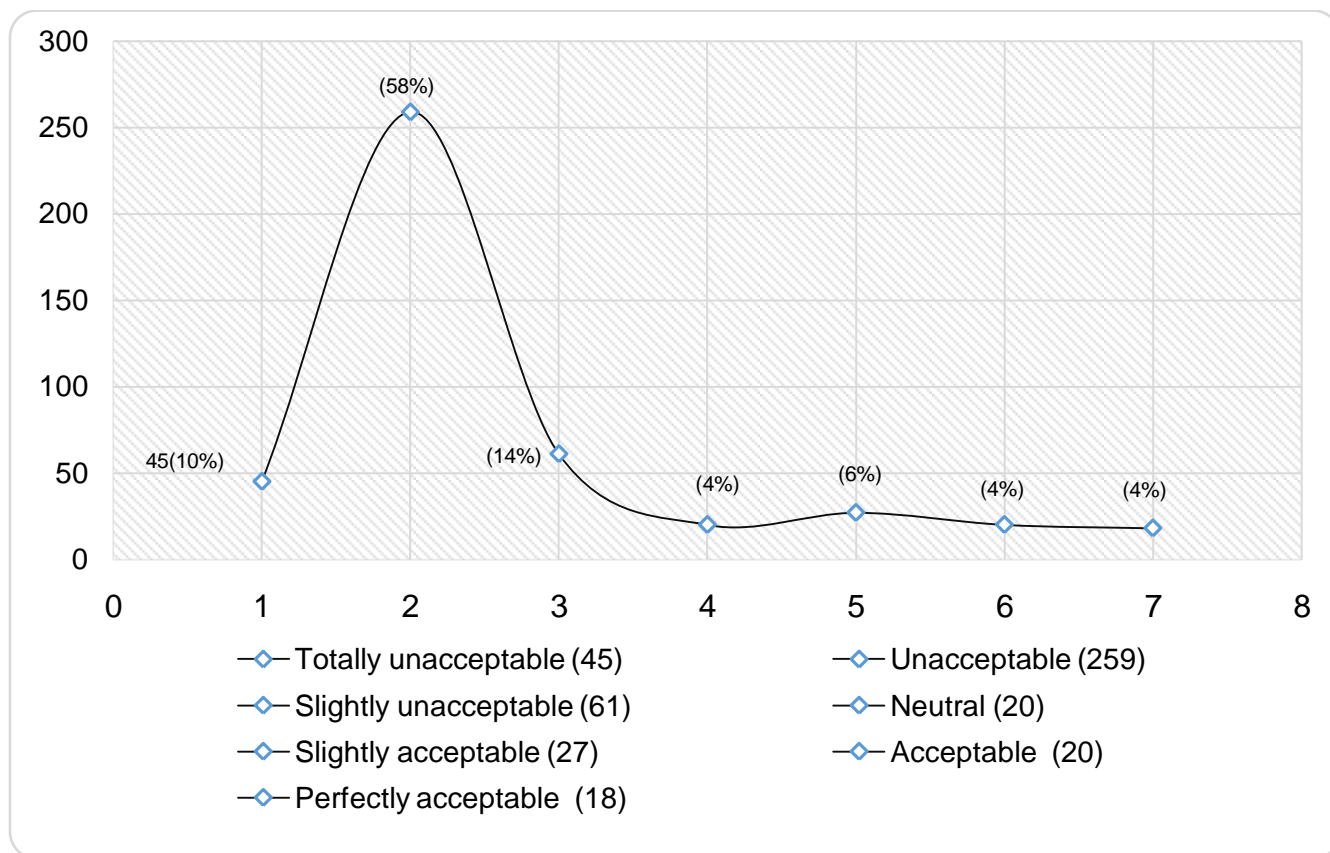 300
(58%)
250
200
150
100
45(10%)
(14%)
(4%)
(6%)
(4%)
(4%)
50
0
0 1 2 3 4 5 6 7 8
Totally unacceptable (45) Unacceptable (259)
Slightly unacceptable (61) Neutral (20)
Slightly acceptable (27) Acceptable (20)
Perfectly acceptable (18)